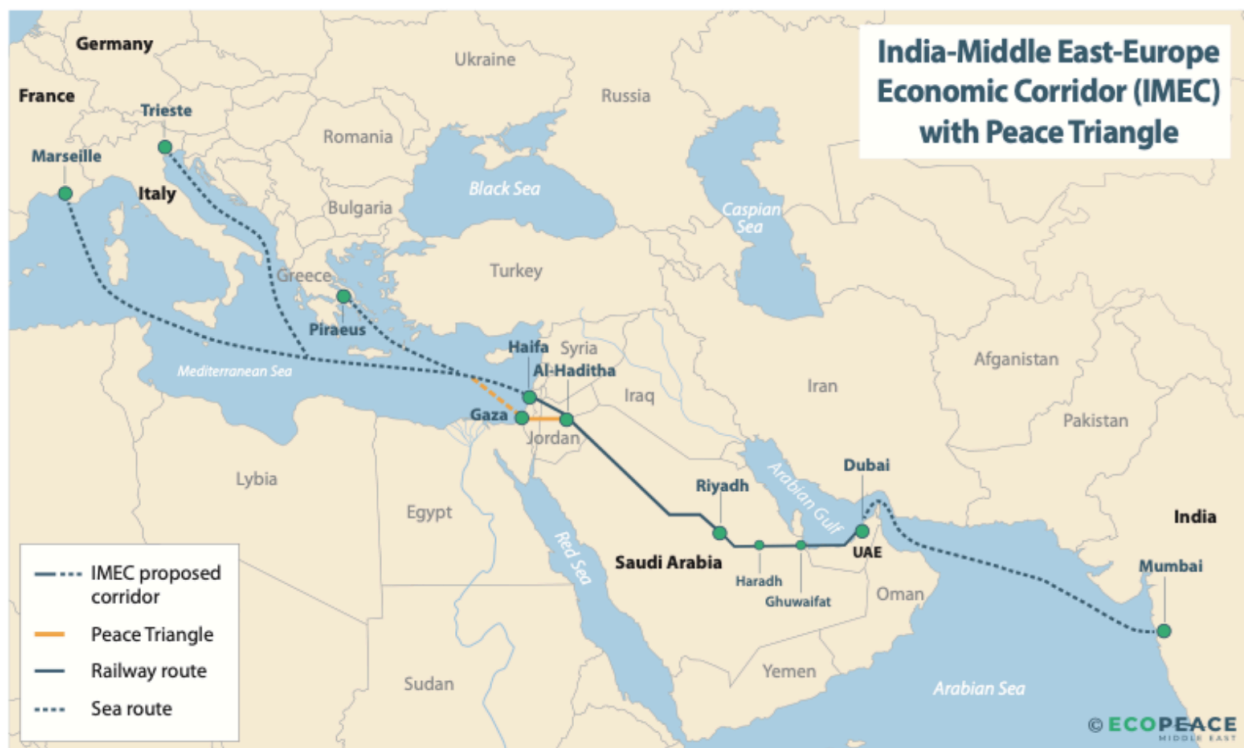 India-Middle East-Europe
Economic Corridor (IMEC)
with Peace Triangle
Germany
Ukraine
France
Russia
Trieste
Romania
Marseille
Italy
Black Sea
Bulgaria
Caspian
Sea
Greece
Turkey
Piraeus
Haifa
Syria
Afganistan
Mediterranean Sea
Al-Haditha
Iran
Iraq
Gaza
Pakistan
Jordan
Lybia
Arabian Gulf
Dubai
Riyadh
Egypt
India
Red Sea
UAE
Saudi Arabia
Mumbai
Haradh
Ghuwaifat
Oman
IMEC proposed
corridor
Peace Triangle
Railway route
Sea route
Yemen
Sudan
Arabian Sea
© ECOPEACE
MIDDLE EAST